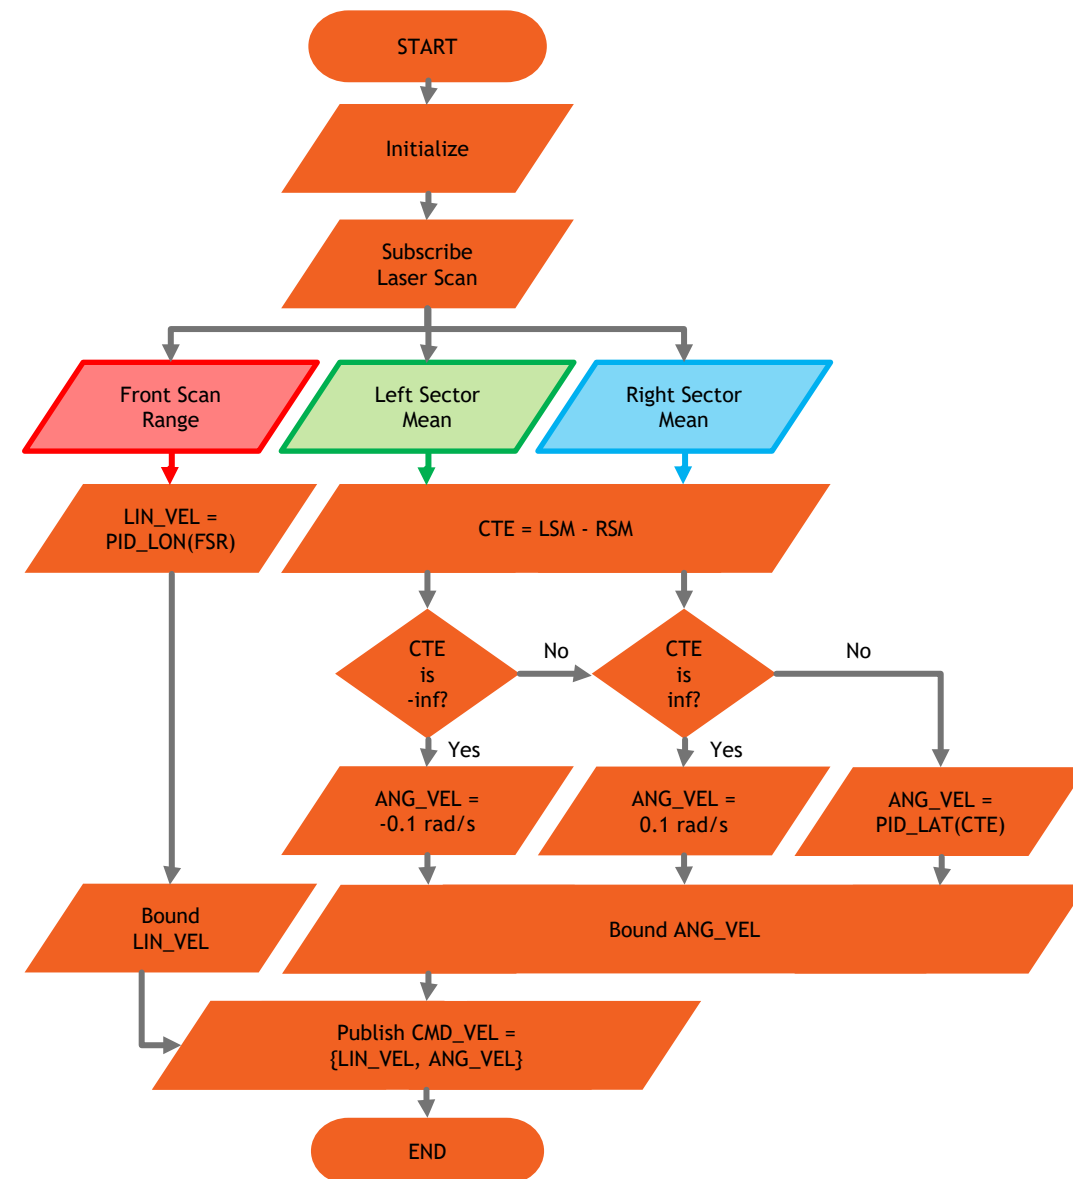 START
Initialize
Subscribe
Laser Scan
Front Scan
Range
Left Sector
Mean
Right Sector
Mean
LIN_VEL =
PID_LON(FSR)
CTE = LSM - RSM
CTE
is
-inf?
No
CTE
is
inf?
No
Yes
Yes
ANG_VEL =
-0.1 rad/s
ANG_VEL =
0.1 rad/s
ANG_VEL =
PID_LAT(CTE)
Bound
LIN_VEL
Bound ANG_VEL
Publish CMD_VEL =
{LIN_VEL, ANG_VEL}
END